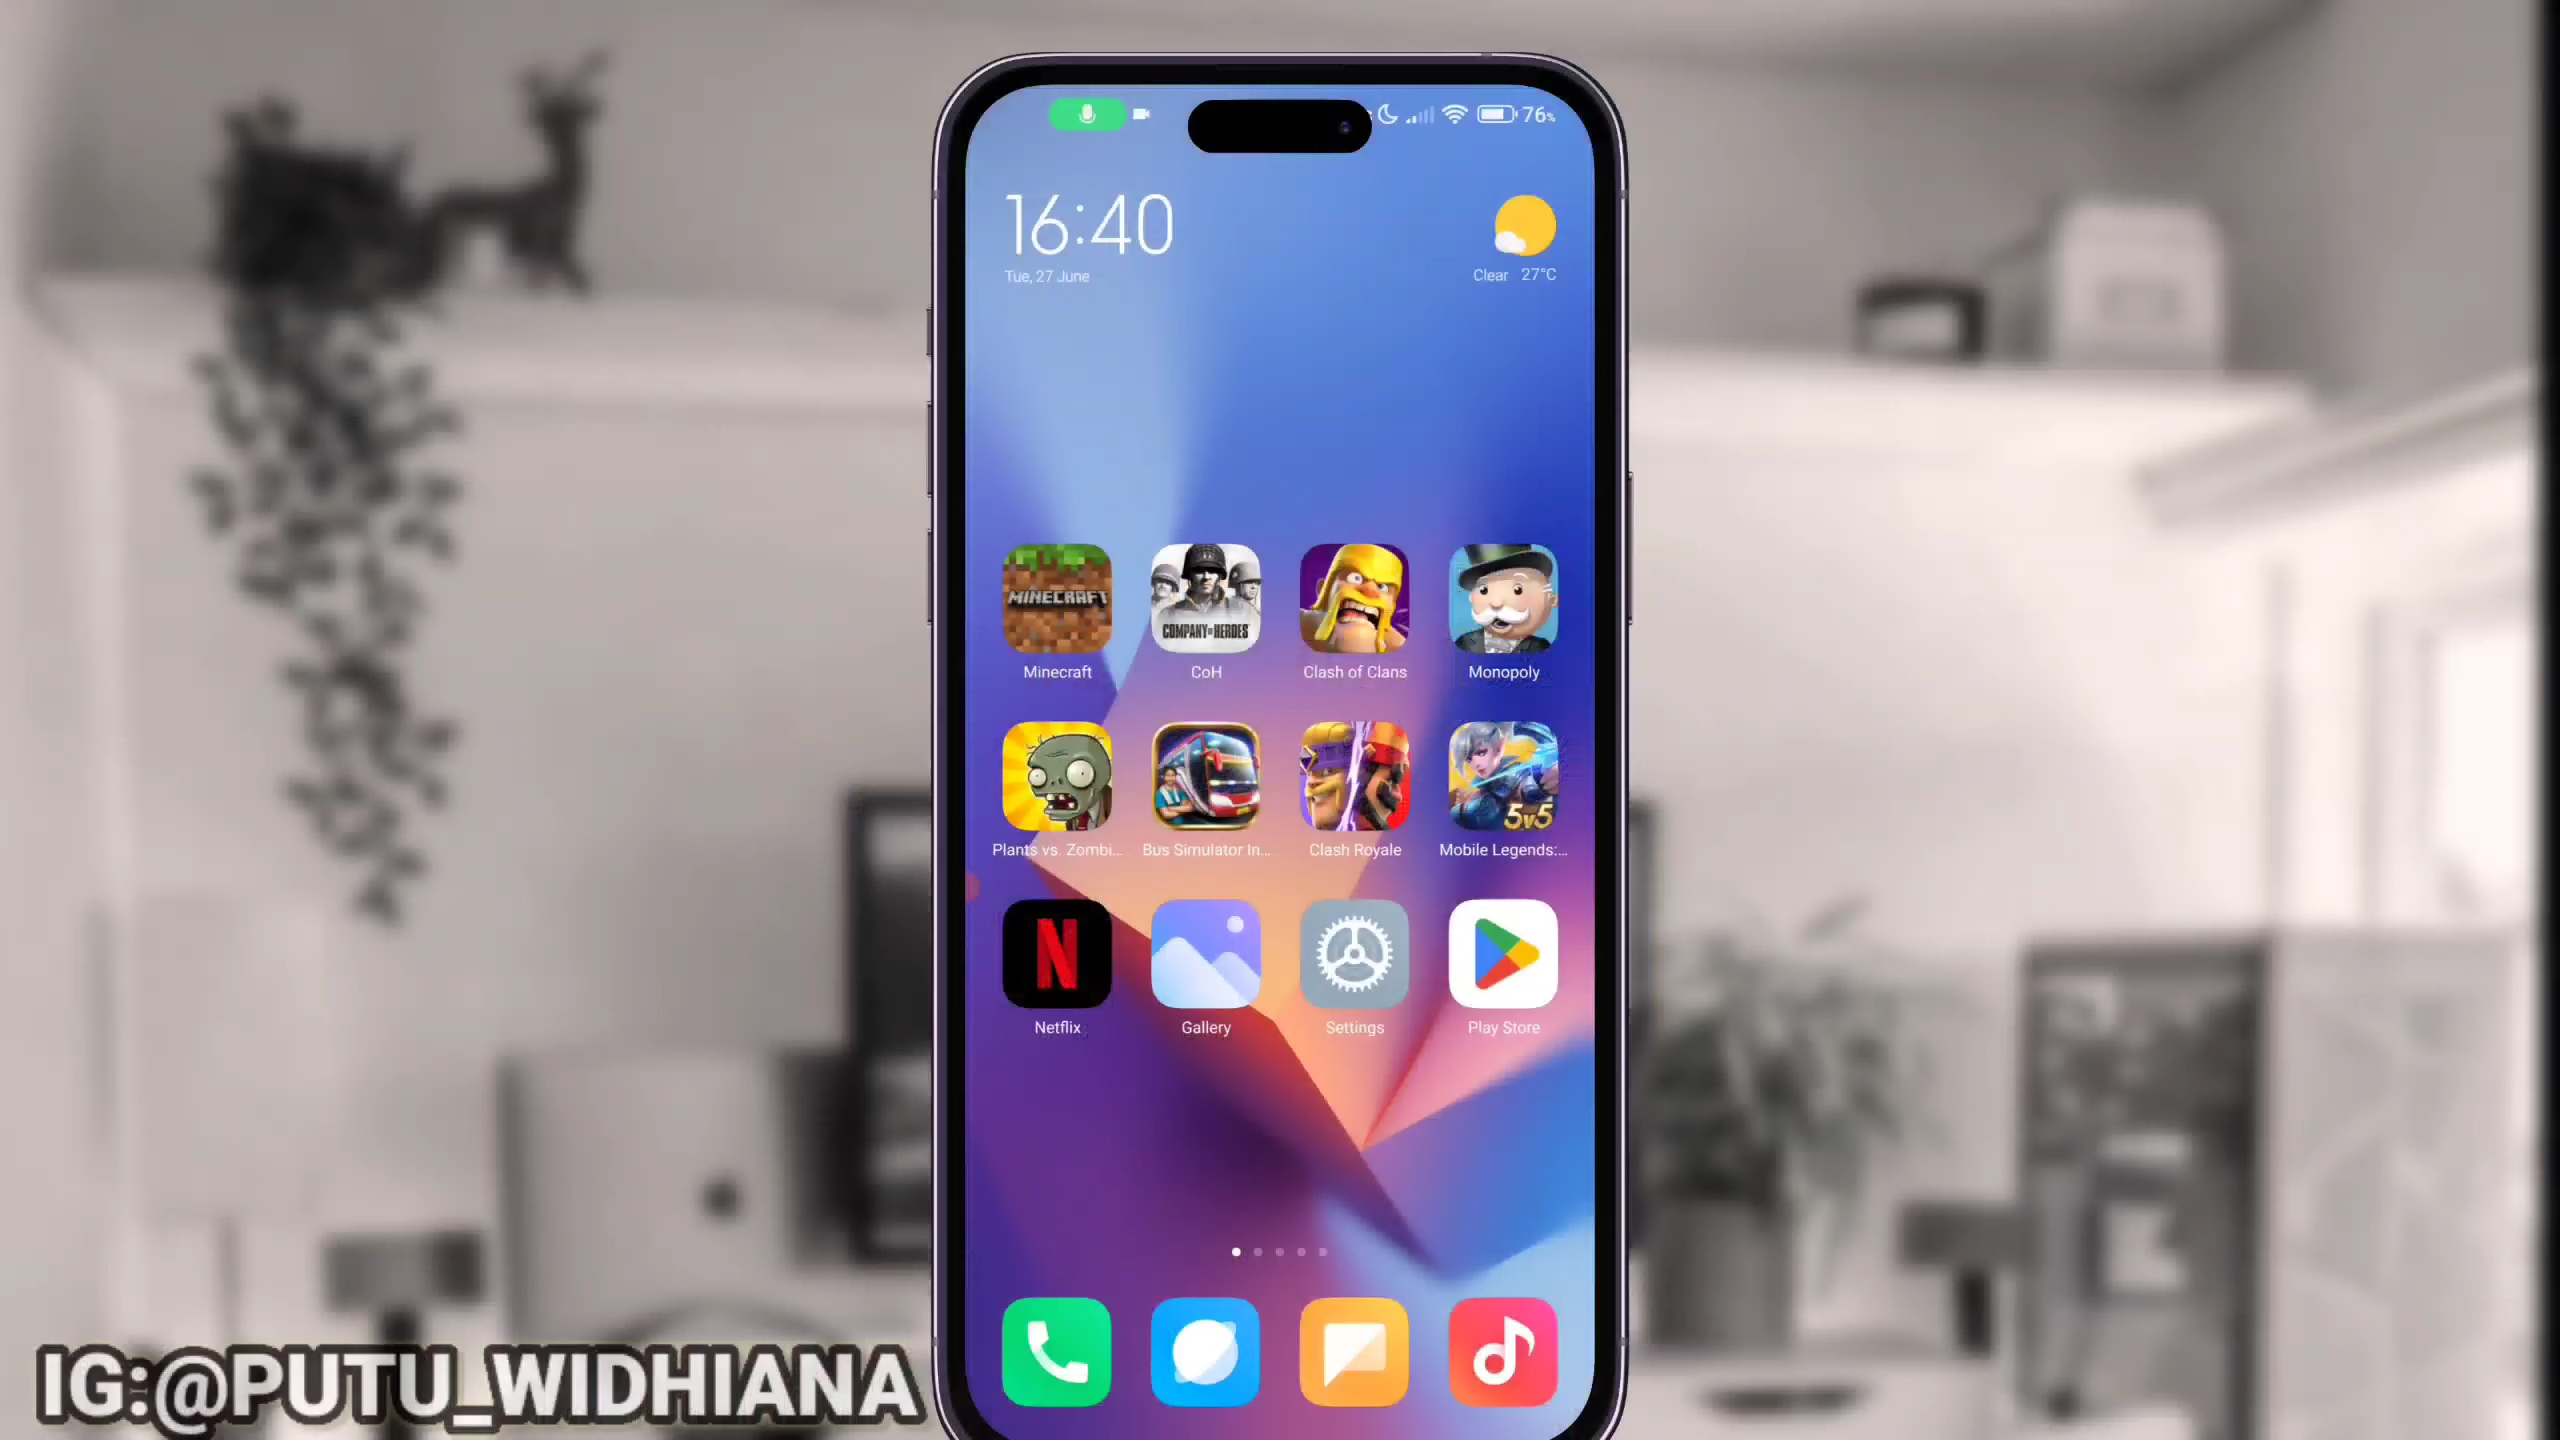 76%
16:40
Tue, 27 June
Clear 27°C
MINECRAFT
COMPANY OF HEROES
Minecraft
CoH
Clash of Clans
Monopoly
5v5
Plants vs. Zombi...
Bus Simulator In...
Clash Royale
Mobile Legends:...
N
Netflix
Gallery
Settings
Play Store
IG:@PUTU_WIDHIANA